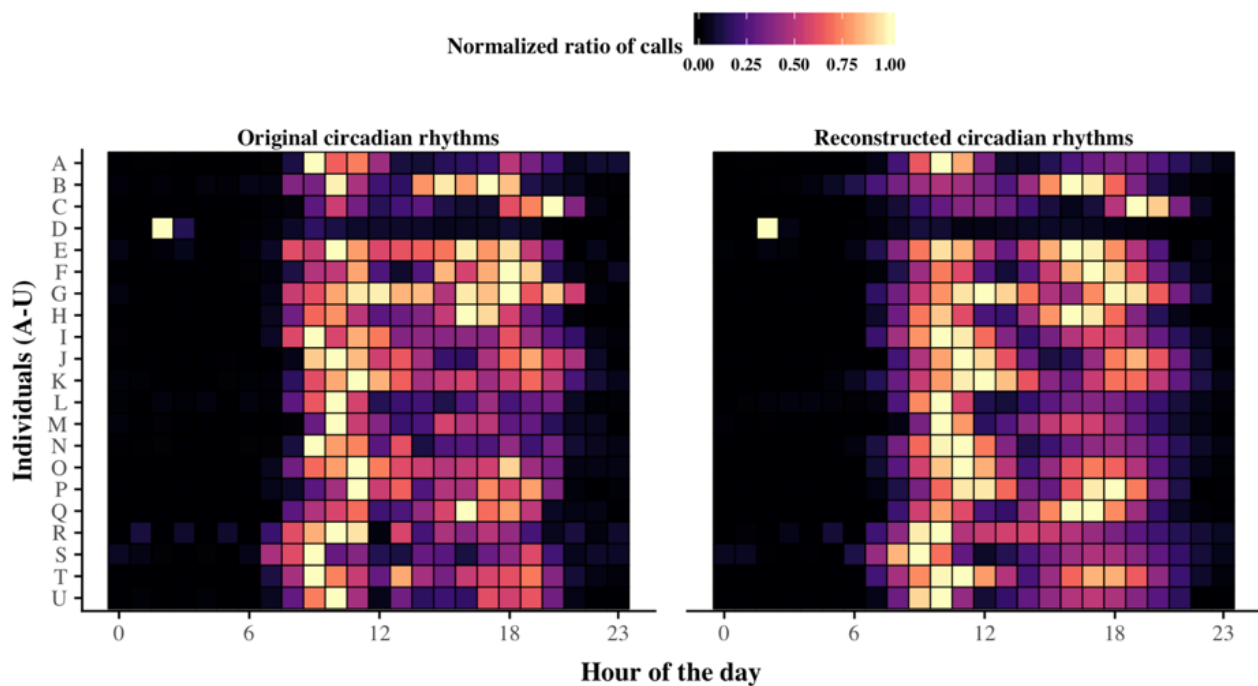 Normalized ratio of calls
0.00 0.25 0.50 0.75 1.00
Original circadian rhythms
Reconstructed circadian rhythms
Individuals (A-U)
A
B
C
D
E
F
G
H
I
J
K
L
M
N
O
P
Q
R
S
T
U
0 6 12 18 23
0 6 12 18 23
Hour of the day